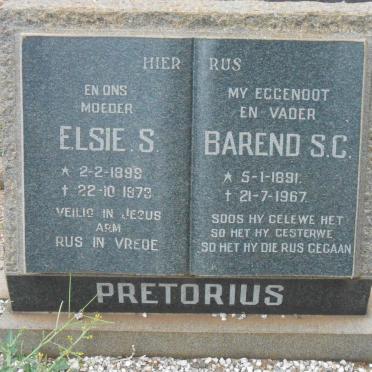 HIER RUS
EN ONS
MOEDER
ELSIE. S.
* 2-2-1899
† 22-10-1973
VEILIG IN JESUS
ARM
RUS IN VREDE
MY EGGENOOT
EN VADER
BAREND S.G.
* 5-1-1891.
† 21-7-1967.
SOOS HY GELEWE HET
SO HET HY GESTERWE
SO HET HY DIE RUS GEGAAN
PRETORIUS